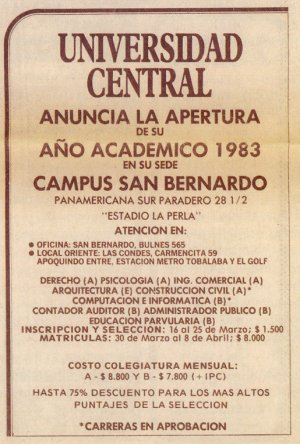 UNIVERSIDAD
CENTRAL
ANUNCIA LA APERTURA
DE SU
AÑO ACADEMICO 1983
EN SU SEDE
CAMPUS SAN BERNARDO
PANAMERICANA SUR PARADERO 28 1/2
"ESTADIO LA PERLA"
ATENCION EN:
● OFICINA: SAN BERNARDO, BULNES 565
● LOCAL ORIENTE: LAS CONDES, CARMENCITA 59
APOQUINDO ENTRE, ESTACION METRO TOBALABA Y EL GOLF
DERECHO (A) PSICOLOGIA (A) ING. COMERCIAL (A)
ARQUITECTURA (E) CONSTRUCCION CIVIL (A)*
COMPUTACION E INFORMATICA (B)*
CONTADOR AUDITOR (B) ADMINISTRADOR PUBLICO (B)
EDUCACION PARVULARIA (B)
INSCRIPCION Y SELECCION: 16 al 25 de Marzo; $ 1.500
MATRICULAS: 30 de Marzo al 8 de Abril; $ 8.000
COSTO COLEGIATURA MENSUAL:
A - $ 8.800 Y B - $ 7.800 (+ IPC)
HASTA 75% DESCUENTO PARA LOS MAS ALTOS
PUNTAJES DE LA SELECCION
*CARRERAS EN APROBACION